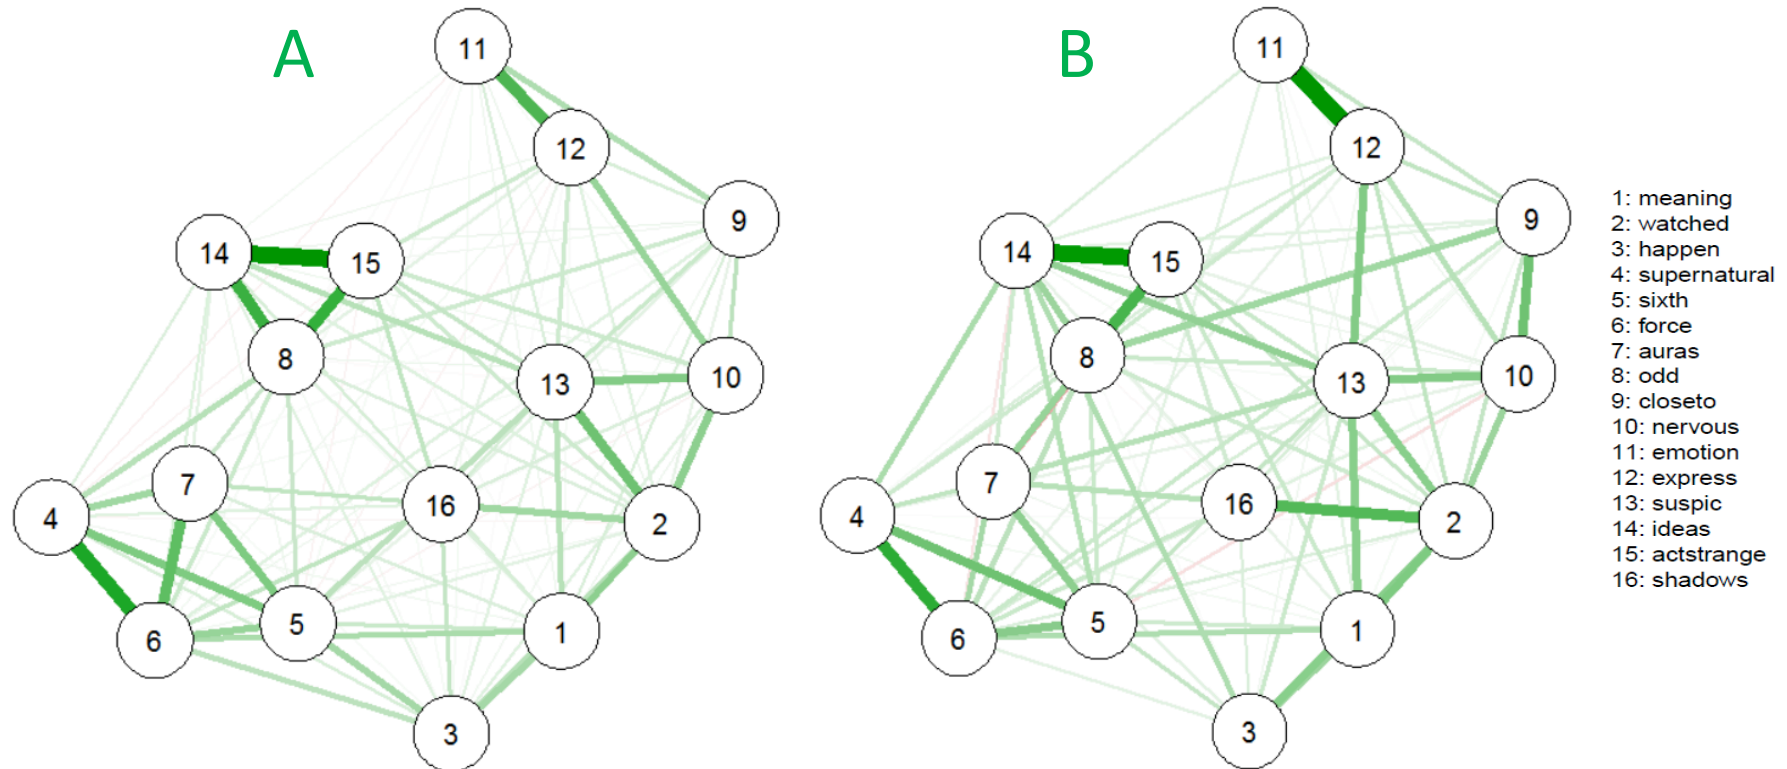 A
11
12
9
14
15
8
13
10
7
4
16
2
6
5
1
3
B
11
12
9
14
15
8
13
10
7
4
16
2
6
5
1
3
1: meaning
2: watched
3: happen
4: supernatural
5: sixth
6: force
7: auras
8: odd
9: closeto
10: nervous
11: emotion
12: express
13: suspic
14: ideas
15: actstrange
16: shadows